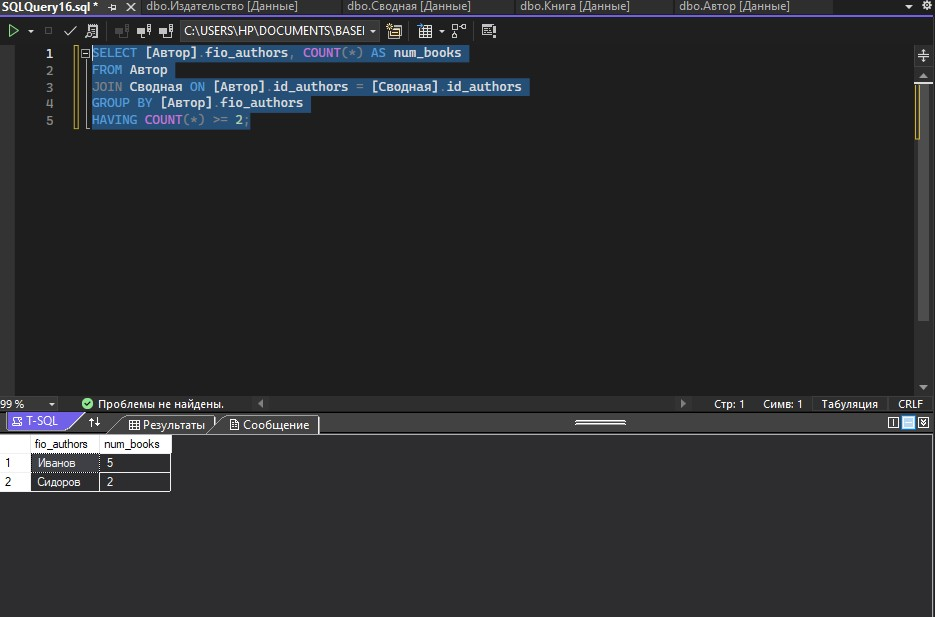 SQLQuery16.sql* dbo.Издательство [Данные] dbo.Сводная [Данные] dbo.Книга [Данные] dbo.Автор [Данные]
C:\USERS\HP\DOCUMENTS\BASEI
1 SELECT [Автор].fio_authors, COUNT(*) AS num_books
2 FROM Автор
3 JOIN Сводная ON [Автор].id_authors = [Сводная].id_authors
4 GROUP BY [Автор].fio_authors
5 HAVING COUNT(*) >= 2;
99 % Проблемы не найдены. Стр: 1 Симв: 1 Табуляция CRLF
T-SQL Результаты Сообщение
fio_authors num_books
1 Иванов 5
2 Сидоров 2